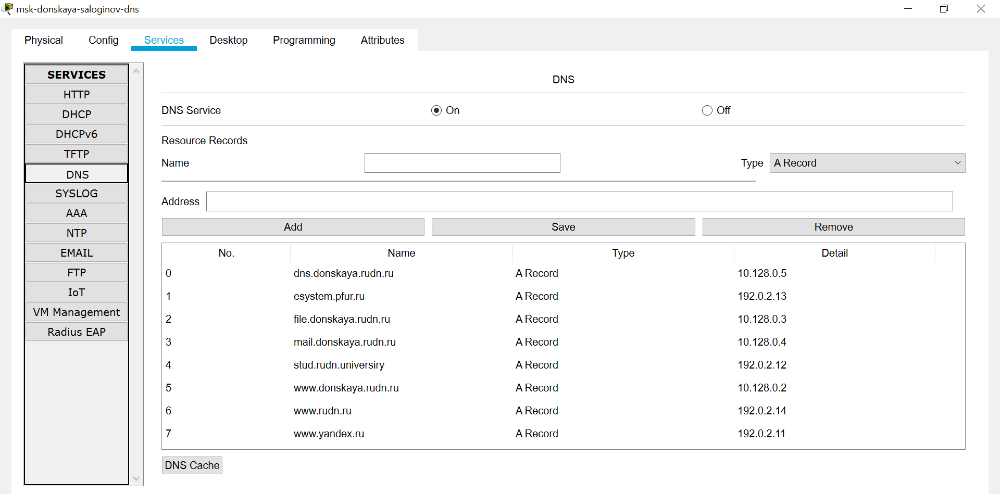 msk-donskaya-saloginov-dns
Physical Config Services Desktop Programming Attributes
SERVICES
HTTP
DHCP
DHCPv6
TFTP
DNS
SYSLOG
AAA
NTP
EMAIL
FTP
IoT
VM Management
Radius EAP
DNS
DNS Service On Off
Resource Records
Name Type A Record
Address
Add Save Remove
No. Name Type Detail
0 dns.donskaya.rudn.ru A Record 10.128.0.5
1 esystem.pfur.ru A Record 192.0.2.13
2 file.donskaya.rudn.ru A Record 10.128.0.3
3 mail.donskaya.rudn.ru A Record 10.128.0.4
4 stud.rudn.universiry A Record 192.0.2.12
5 www.donskaya.rudn.ru A Record 10.128.0.2
6 www.rudn.ru A Record 192.0.2.14
7 www.yandex.ru A Record 192.0.2.11
DNS Cache